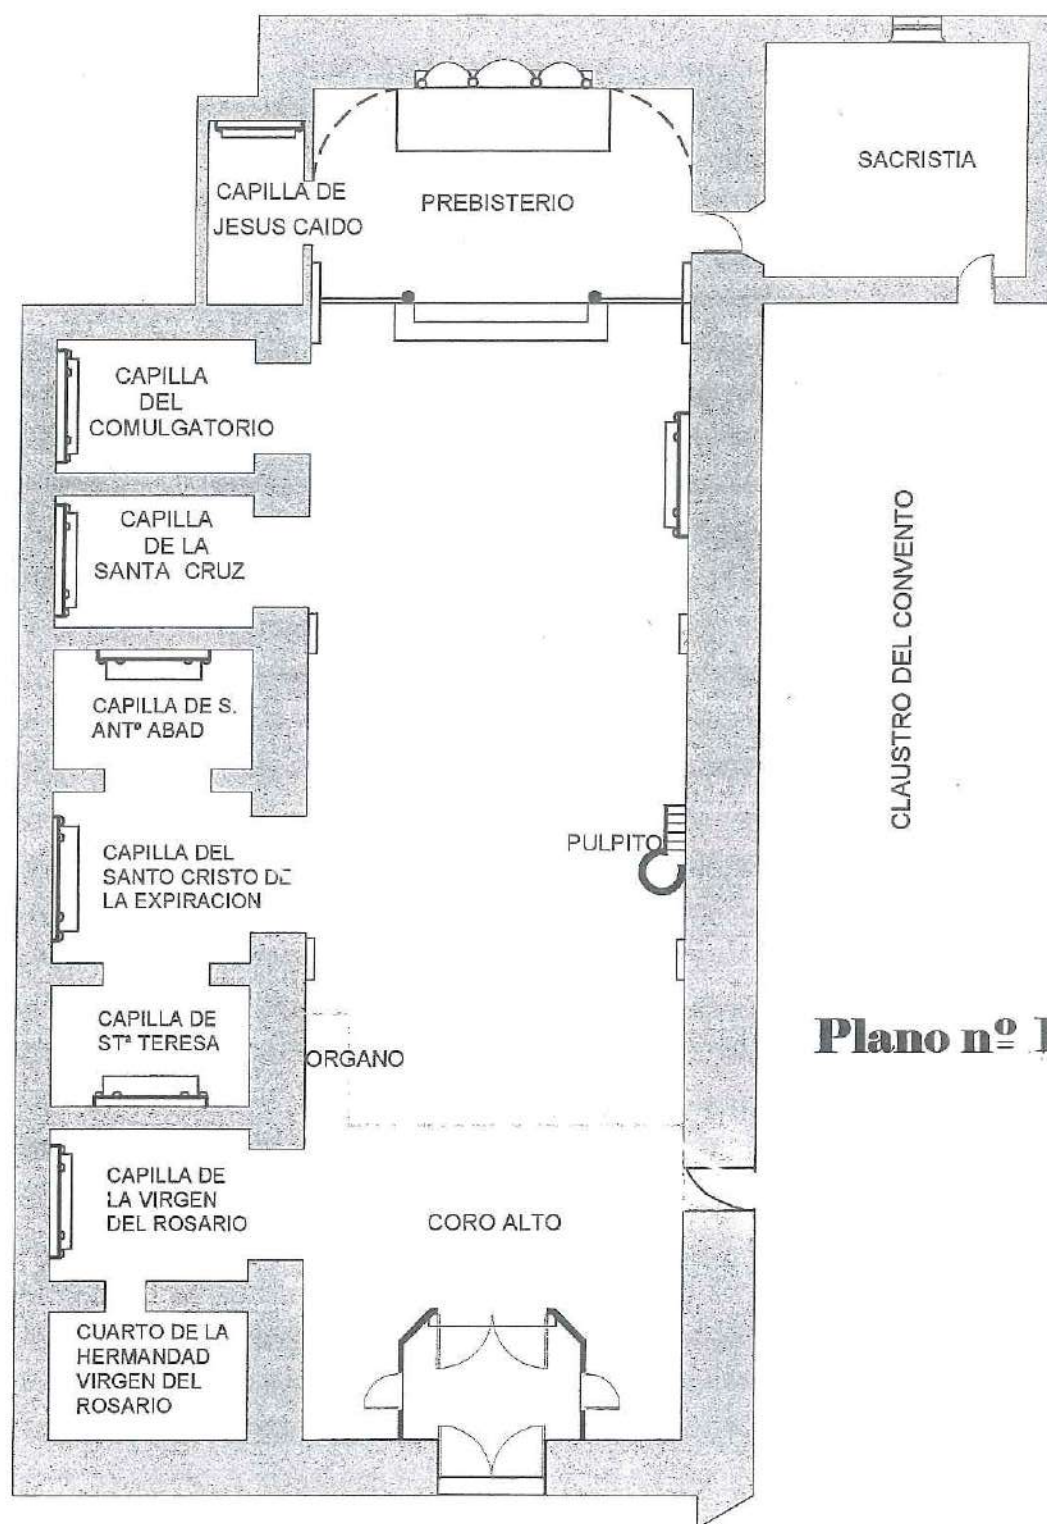 SACRISTIA
CAPILLA DE
JESUS CAIDO
PREBISTERIO
CAPILLA
DEL
COMULGATORIO
CAPILLA
DE LA
SANTA CRUZ
CAPILLA DE S.
ANTº ABAD
CLAUSTRO DEL CONVENTO
PULPITO
CAPILLA DEL
SANTO CRISTO DE
LA EXPIRACION
CAPILLA DE
STª TERESA
ORGANO
Plano nº
CAPILLA DE
LA VIRGEN
DEL ROSARIO
CORO ALTO
CUARTO DE LA
HERMANDAD
VIRGEN DEL
ROSARIO